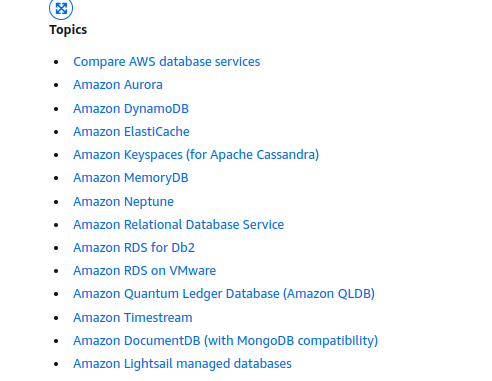 Topics
Compare AWS database services
Amazon Aurora
Amazon DynamoDB
Amazon ElastiCache
Amazon Keyspaces (for Apache Cassandra)
Amazon MemoryDB
Amazon Neptune
Amazon Relational Database Service
Amazon RDS for Db2
Amazon RDS on VMware
Amazon Quantum Ledger Database (Amazon QLDB)
Amazon Timestream
Amazon DocumentDB (with MongoDB compatibility)
Amazon Lightsail managed databases